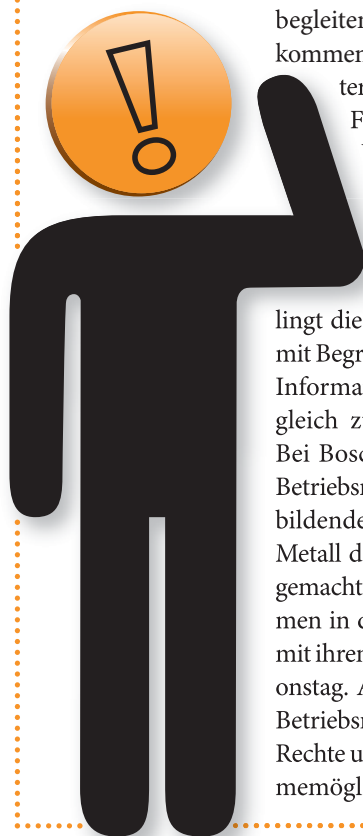 !
begleiten
kommen
ter
F
lingt die
mit Begr
Informa
gleich z
Bei Bosc
Betriebsr
bildende
Metall d
gemacht
men in d
mit ihren
onstag. A
Betriebsr
Rechte u
memögl